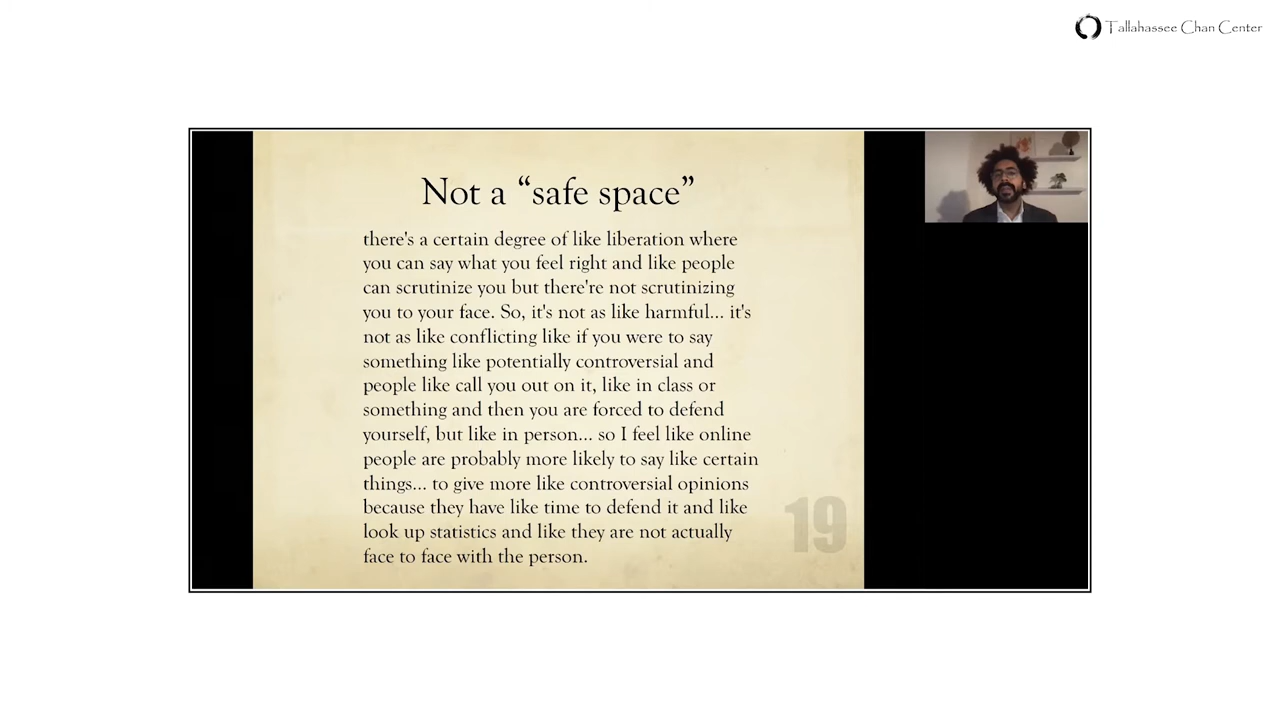 Tallahassee Chan Center
Not a “safe space”
there's a certain degree of like liberation where
you can say what you feel right and like people
can scrutinize you but there're not scrutinizing
you to your face. So, it's not as like harmful... it's
not as like conflicting like if you were to say
something like potentially controversial and
people like call you out on it, like in class or
something and then you are forced to defend
yourself, but like in person... so I feel like online
people are probably more likely to say like certain
things... to give more like controversial opinions
because they have like time to defend it and like
look up statistics and like they are not actually
face to face with the person.
19